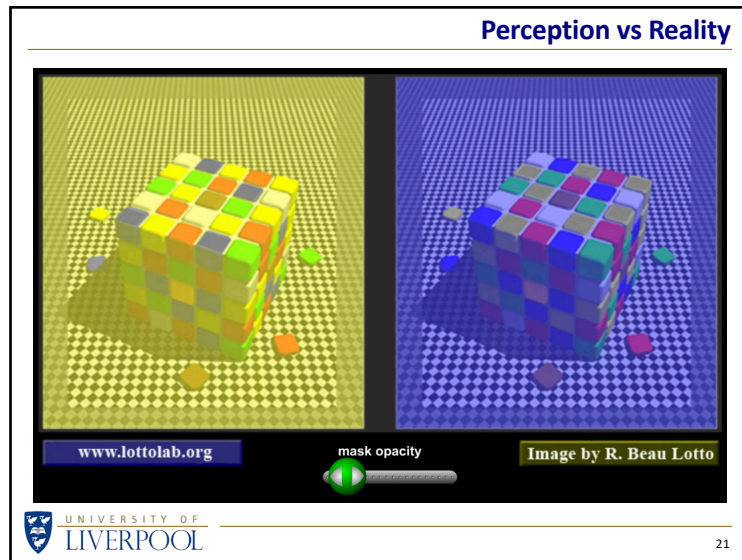 Perception vs Reality
www.lottolab.org
mask opacity
Image by R. Beau Lotto
UNIVERSITY OF
LIVERPOOL
21